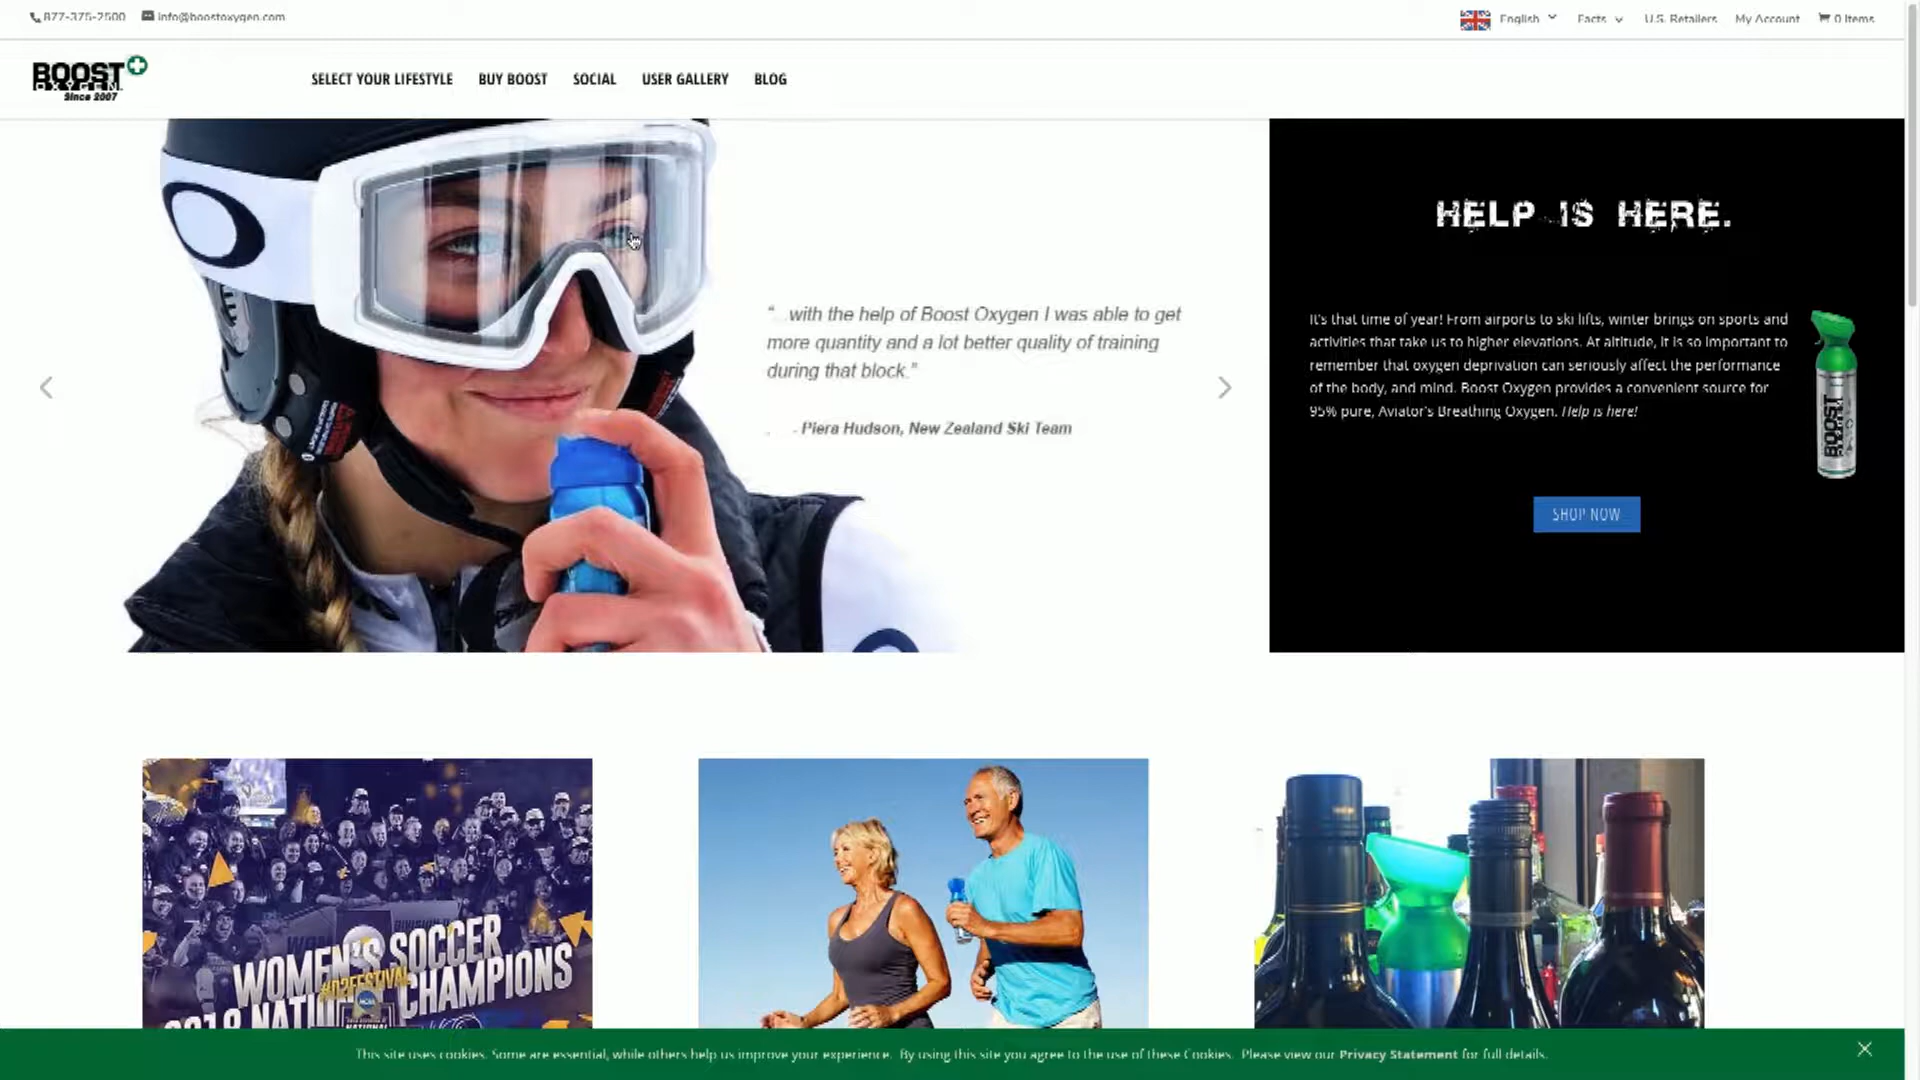 877-375-2500 info@boostoxygen.com English Facts U.S. Retailers My Account 0 Items
BOOST
OXYGEN
Since 2007
SELECT YOUR LIFESTYLE BUY BOOST SOCIAL USER GALLERY BLOG
"...with the help of Boost Oxygen I was able to get
more quantity and a lot better quality of training
during that block."
- Piera Hudson, New Zealand Ski Team
HELP IS HERE.
It's that time of year! From airports to ski lifts, winter brings on sports and
activities that take us to higher elevations. At altitude, it is so important to
remember that oxygen deprivation can seriously affect the performance
of the body, and mind. Boost Oxygen provides a convenient source for
95% pure, Aviator's Breathing Oxygen. Help is here!
BOOST
SHOP NOW
WOMEN'S SOCCER
#D2FESTIVAL
2018 NATIONAL CHAMPIONS
This site uses cookies. Some are essential, while others help us improve your experience. By using this site you agree to the use of these Cookies. Please view our Privacy Statement for full details.